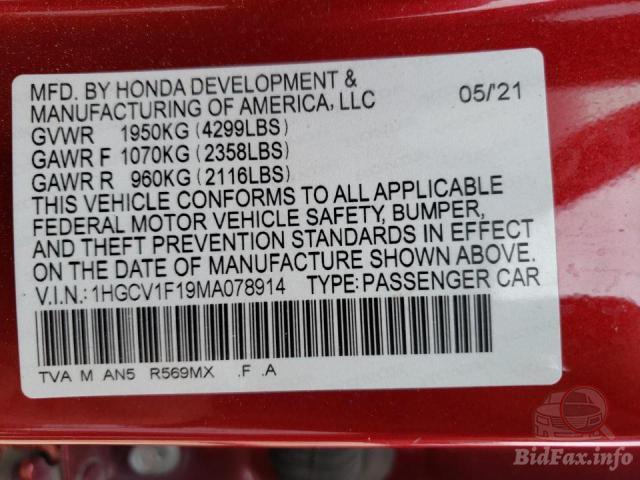 MFD. BY HONDA DEVELOPMENT &
MANUFACTURING OF AMERICA, LLC 05/'21
GVWR 1950KG (4299LBS)
GAWR F 1070KG (2358LBS)
GAWR R 960KG (2116LBS)
THIS VEHICLE CONFORMS TO ALL APPLICABLE
FEDERAL MOTOR VEHICLE SAFETY, BUMPER,
AND THEFT PREVENTION STANDARDS IN EFFECT
ON THE DATE OF MANUFACTURE SHOWN ABOVE.
V.I.N.: 1HGCV1F19MA078914 TYPE: PASSENGER CAR
TVA M AN5 R569MX .F .A
BidFax.info